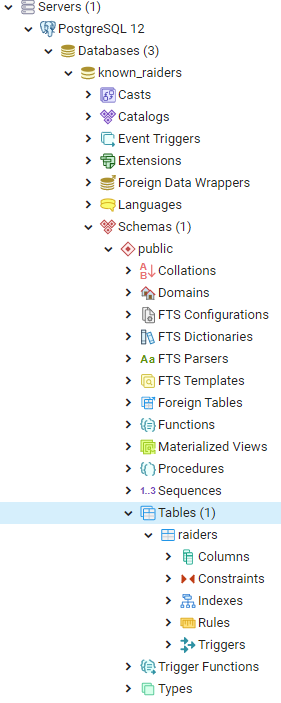 Servers (1)
PostgreSQL 12
Databases (3)
known_raiders
Casts
Catalogs
Event Triggers
Extensions
Foreign Data Wrappers
Languages
Schemas (1)
public
A
B
Collations
Domains
FTS Configurations
FTS Dictionaries
Aa FTS Parsers
FTS Templates
Foreign Tables
Functions
Materialized Views
Procedures
1..3 Sequences
Tables (1)
raiders
Columns
Constraints
Indexes
Rules
Triggers
Trigger Functions
Types